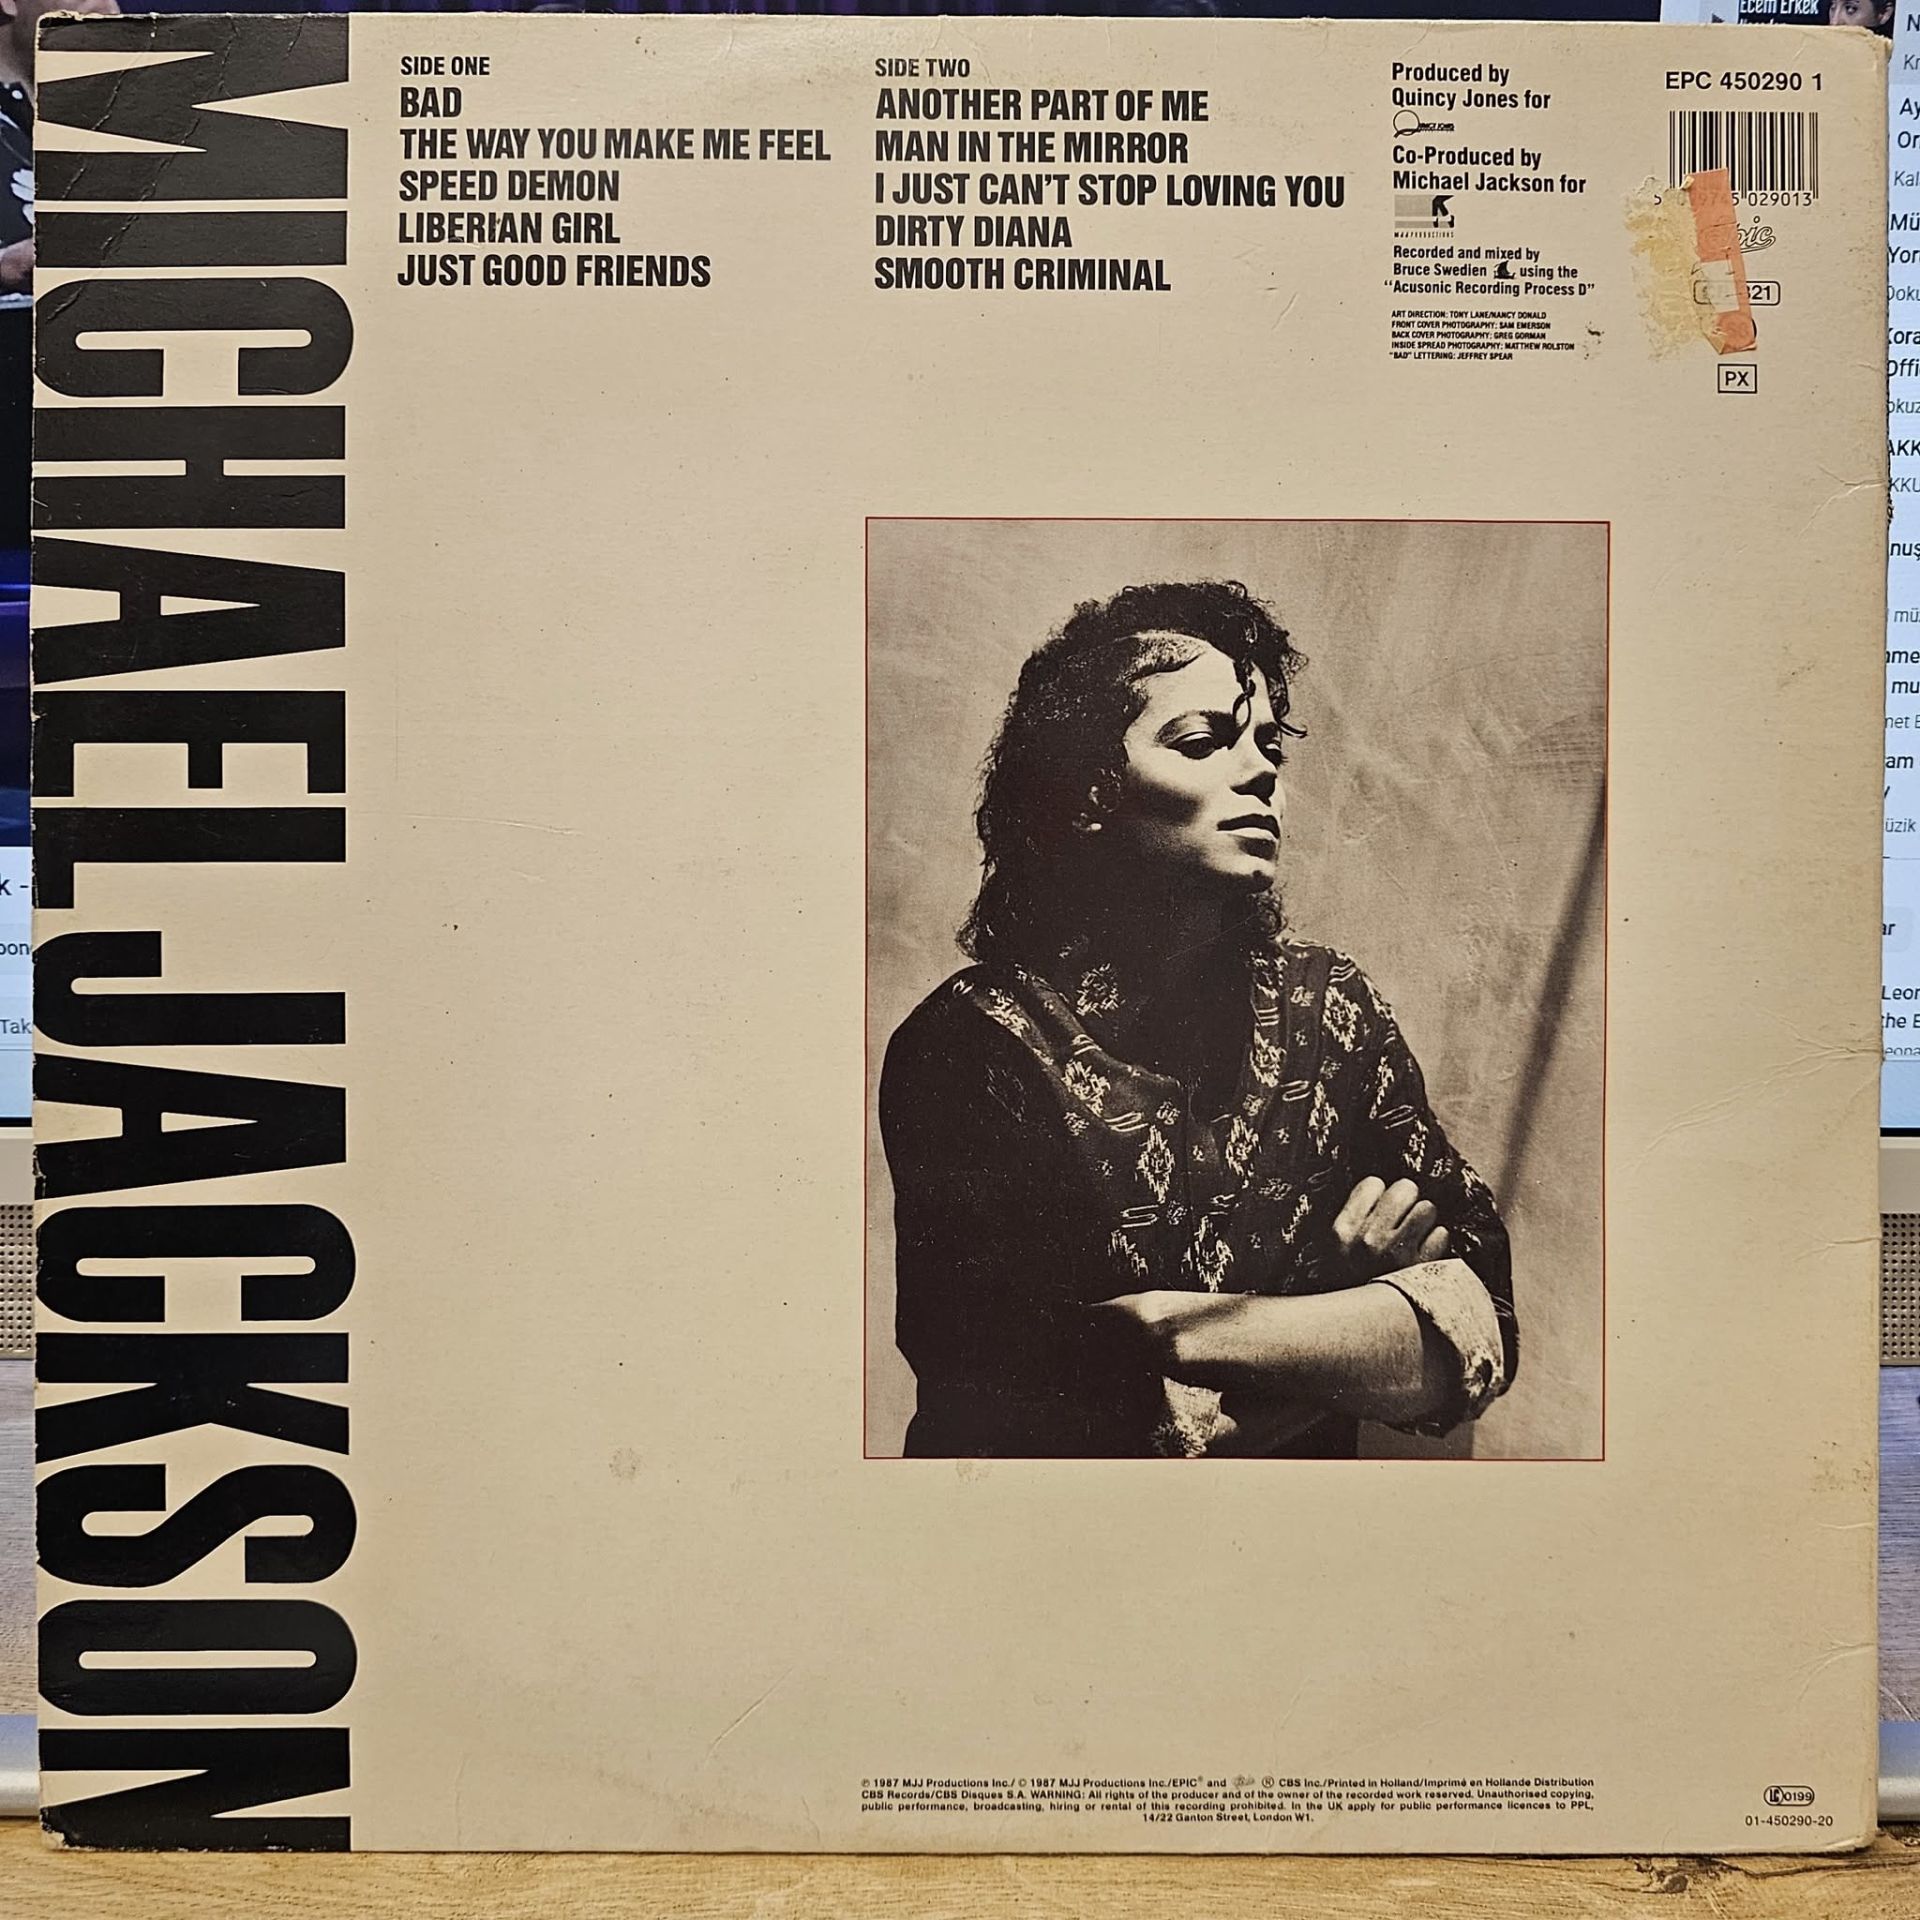 MICHAEL JACKSON
SIDE ONE
BAD
THE WAY YOU MAKE ME FEEL
SPEED DEMON
LIBERIAN GIRL
JUST GOOD FRIENDS
SIDE TWO
ANOTHER PART OF ME
MAN IN THE MIRROR
I JUST CAN'T STOP LOVING YOU
DIRTY DIANA
SMOOTH CRIMINAL
Produced by
Quincy Jones for
Co-Produced by
Michael Jackson for
MJJ PRODUCTIONS
Recorded and mixed by
Bruce Swedien using the
"Acusonic Recording Process D"
ART DIRECTION: TONY LANE/NANCY DONALD
FRONT COVER PHOTOGRAPHY: SAM EMERSON
BACK COVER PHOTOGRAPHY: GREG GORMAN
INSIDE SPREAD PHOTOGRAPHY: MATTHEW ROLSTON
"BAD" LETTERING: JEFFREY SPEAR
EPC 450290 1
029013
PX
℗ 1987 MJJ Productions Inc./ © 1987 MJJ Productions Inc./EPIC® and ® CBS Inc./Printed in Holland/Imprimé en Hollande Distribution
CBS Records/CBS Disques S.A. WARNING: All rights of the producer and of the owner of the recorded work reserved. Unauthorised copying,
public performance, broadcasting, hiring or rental of this recording prohibited. In the UK apply for public performance licences to PPL,
14/22 Ganton Street, London W1.
LC 0199
01-450290-20
Ecem Erkek